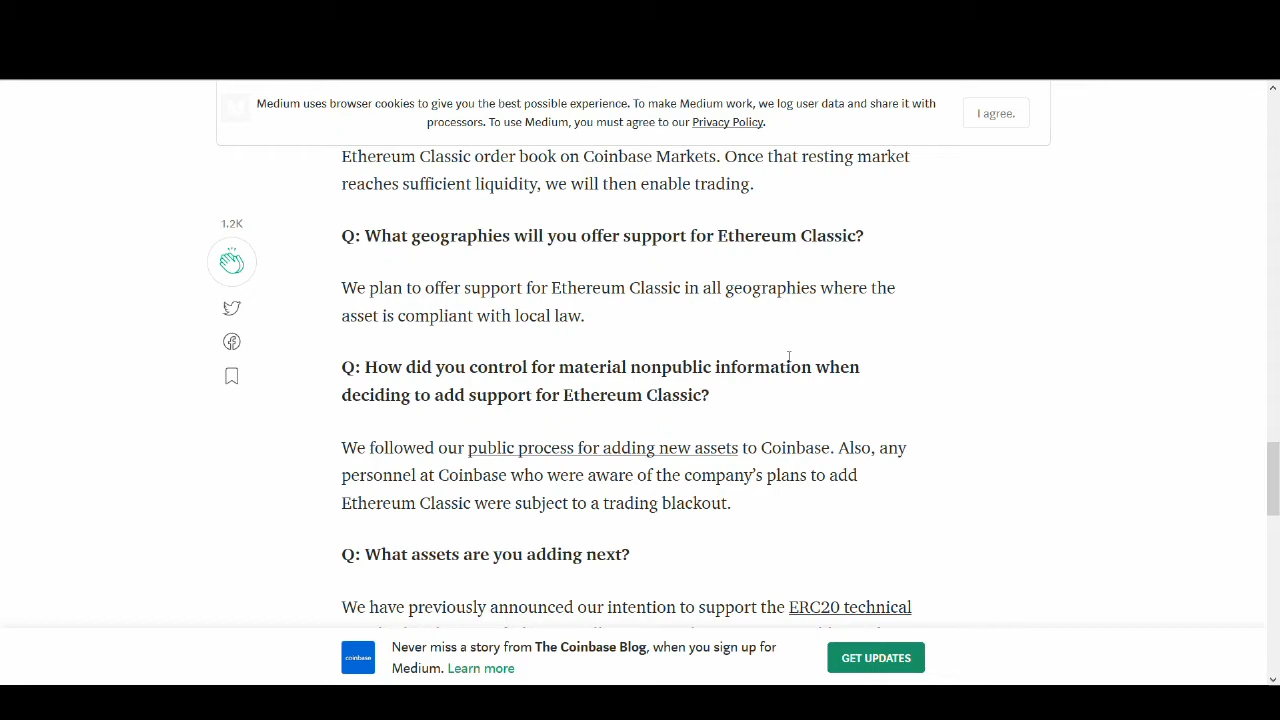 Medium uses browser cookies to give you the best possible experience. To make Medium work, we log user data and share it with
processors. To use Medium, you must agree to our Privacy Policy.
I agree.
Ethereum Classic order book on Coinbase Markets. Once that resting market
reaches sufficient liquidity, we will then enable trading.
1.2K
Q: What geographies will you offer support for Ethereum Classic?
We plan to offer support for Ethereum Classic in all geographies where the
asset is compliant with local law.
Q: How did you control for material nonpublic information when
deciding to add support for Ethereum Classic?
We followed our public process for adding new assets to Coinbase. Also, any
personnel at Coinbase who were aware of the company's plans to add
Ethereum Classic were subject to a trading blackout.
Q: What assets are you adding next?
We have previously announced our intention to support the ERC20 technical
coinbase
Never miss a story from The Coinbase Blog, when you sign up for
Medium. Learn more
GET UPDATES